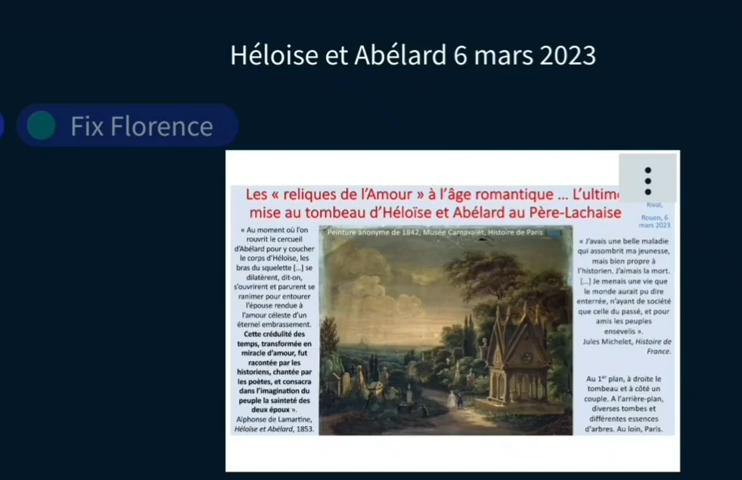 Héloise et Abélard 6 mars 2023
Fix Florence
Les « reliques de l'Amour » à l'âge romantique ... L'ultime
mise au tombeau d'Héloïse et Abélard au Père-Lachaise
Rival,
Rouen, 6
mars 2023
« Au moment où l'on
rouvrit le cercueil
d'Abélard pour y coucher
le corps d'Héloïse, les
bras du squelette [...] se
dilatèrent, dit-on,
s'ouvrirent et parurent se
ranimer pour entourer
l'épouse rendue à
l'amour céleste d'un
éternel embrassement.
Cette crédulité des
temps, transformée en
miracle d'amour, fut
racontée par les
historiens, chantée par
les poètes, et consacra
dans l'imagination du
peuple la sainteté des
deux époux ».
Alphonse de Lamartine,
Héloïse et Abélard, 1853.
Peinture anonyme de 1842, Musée Carnavalet, Histoire de Paris
« J'avais une belle maladie
qui assombrit ma jeunesse,
mais bien propre à
l'historien. J'aimais la mort.
[...] Je menais une vie que
le monde aurait pu dire
enterrée, n'ayant de société
que celle du passé, et pour
amis les peuples
ensevelis ».
Jules Michelet, Histoire de
France.
Au 1er plan, à droite le
tombeau et à côté un
couple. A l'arrière-plan,
diverses tombes et
différentes essences
d'arbres. Au loin, Paris.